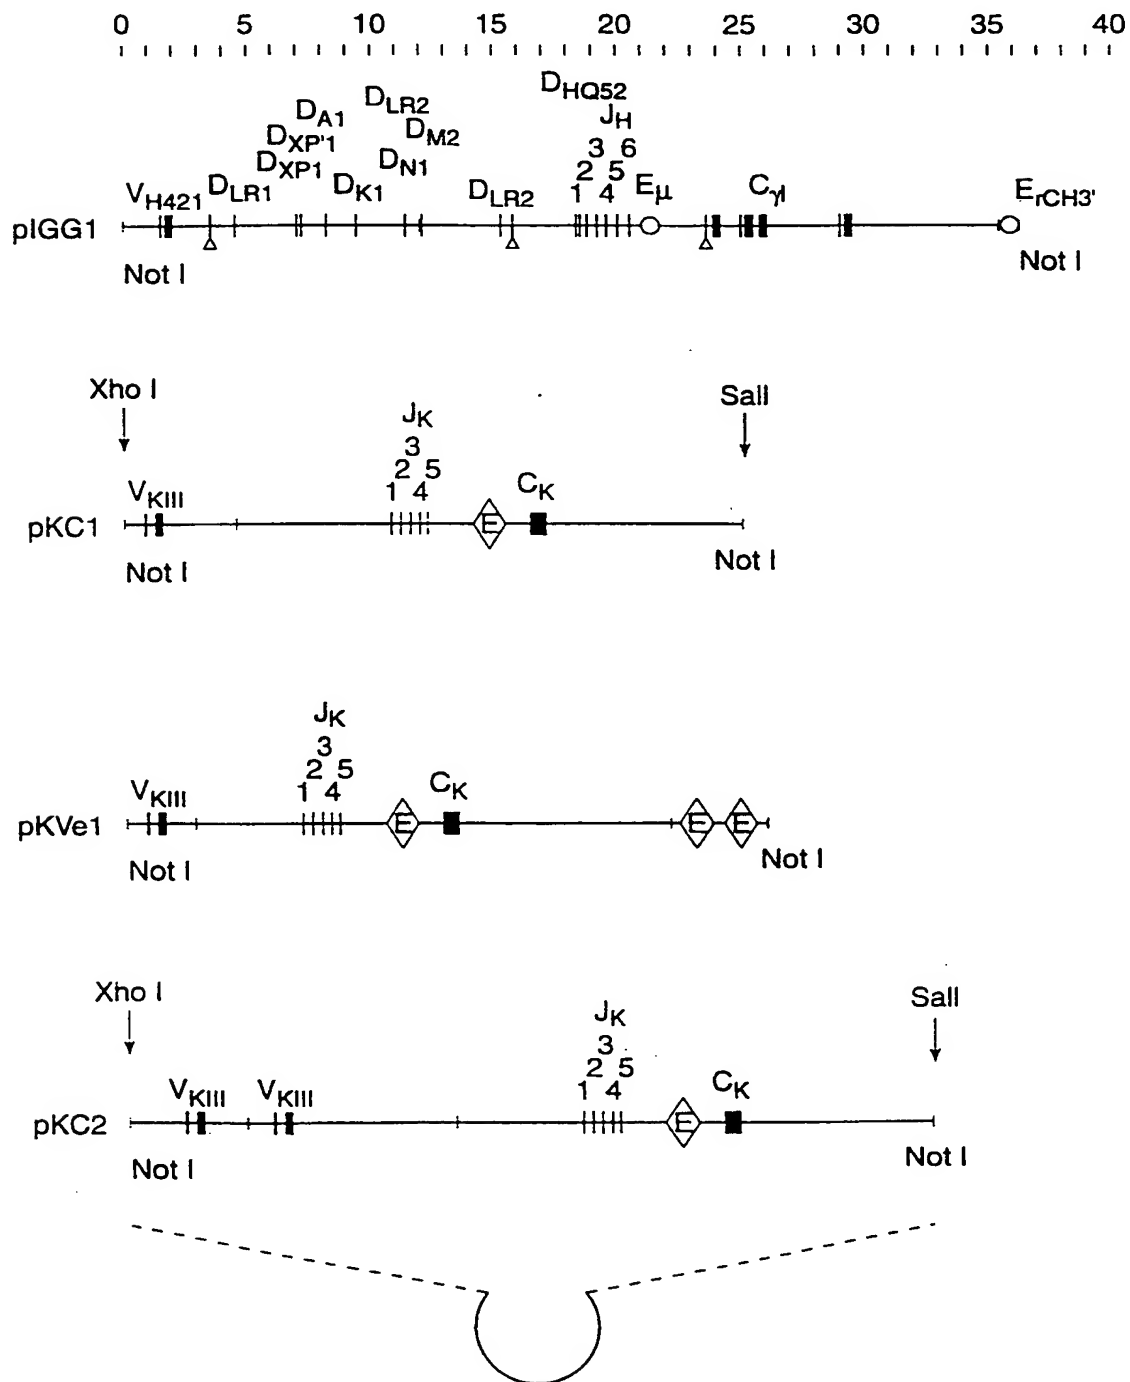 0 5 10 15 20 25 30 35 40
DHQ52
DLR2
DA1
JH
DM2
DXP'1
3 6
DN1
DXP1
2 5
VH421 DLR1 DK1 DLR2 1 4 Eμ CγI ErCH3'
pIGG1
Not I Not I
Xho I SalI
JK
3
2 5
VKIII 1 4 CK
pKC1 E
Not I Not I
JK
3
2 5
VKIII 1 4 CK
pKVe1 E E E
Not I Not I
Xho I SalI
JK
3
2 5
VKIII VKIII 1 4 CK
pKC2 E
Not I Not I